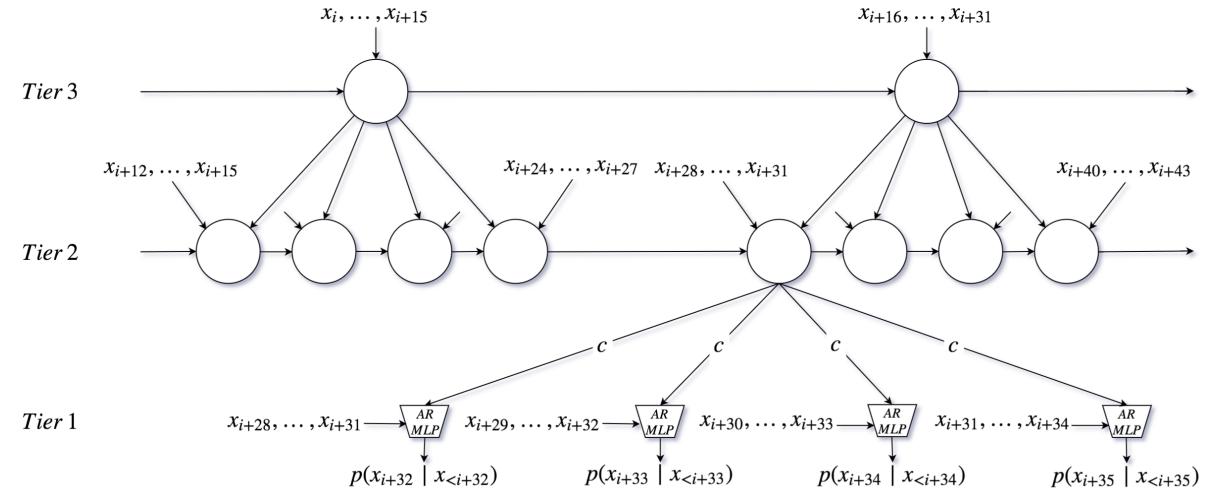 x_i, … , x_{i+15} x_{i+16}, … , x_{i+31}
Tier 3
x_{i+12}, … , x_{i+15} x_{i+24}, … , x_{i+27} x_{i+28}, … , x_{i+31} x_{i+40}, … , x_{i+43}
Tier 2
c c c c
Tier 1
x_{i+28}, … , x_{i+31}
AR
MLP
x_{i+29}, … , x_{i+32}
AR
MLP
x_{i+30}, … , x_{i+33}
AR
MLP
x_{i+31}, … , x_{i+34}
AR
MLP
p(x_{i+32} | x_{<i+32}) p(x_{i+33} | x_{<i+33}) p(x_{i+34} | x_{<i+34}) p(x_{i+35} | x_{<i+35})